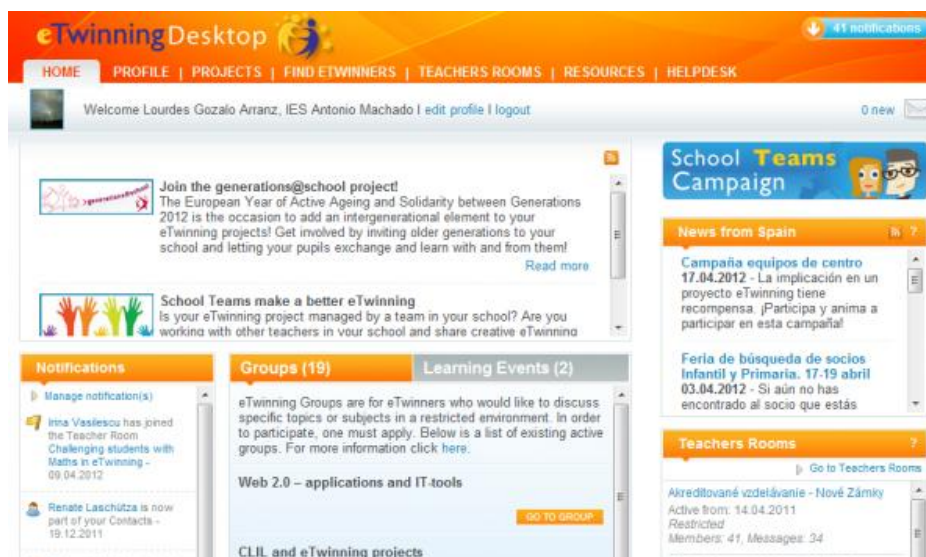 eTwinning Desktop
41 notifications
HOME PROFILE | PROJECTS | FIND ETWINNERS | TEACHERS ROOMS | RESOURCES | HELPDESK
Welcome Lourdes Gozalo Arranz, IES Antonio Machado I edit profile I logout
0 new
Join the generations@school project!
The European Year of Active Ageing and Solidarity between Generations
2012 is the occasion to add an intergenerational element to your
eTwinning projects! Get involved by inviting older generations to your
school and letting your pupils exchange and learn with and from them!
Read more
School Teams make a better eTwinning
Is your eTwinning project managed by a team in your school? Are you
working with other teachers in your school and share creative eTwinning
School Teams
Campaign
News from Spain ?
Campaña equipos de centro
17.04.2012 - La implicación en un
proyecto eTwinning tiene
recompensa. ¡Participa y anima a
participar en esta campaña!
Feria de búsqueda de socios
Infantil y Primaria. 17-19 abril
03.04.2012 - Si aún no has
encontrado al socio que estás
Notifications
Manage notification(s)
Irina Vasilescu has joined
the Teacher Room
Challenging students with
Maths in eTwinning -
09.04.2012
Renate Laschütza is now
part of your Contacts -
19.12.2011
Groups (19)
Learning Events (2)
eTwinning Groups are for eTwinners who would like to discuss
specific topics or subjects in a restricted environment. In order
to participate, one must apply. Below is a list of existing active
groups. For more information click here.
Web 2.0 – applications and IT-tools
GO TO GROUP
CLIL and eTwinning projects
Teachers Rooms ?
Go to Teachers Rooms
Akreditované vzdelávanie - Nové Zámky
Active from: 14.04.2011
Restricted
Members: 41, Messages: 34